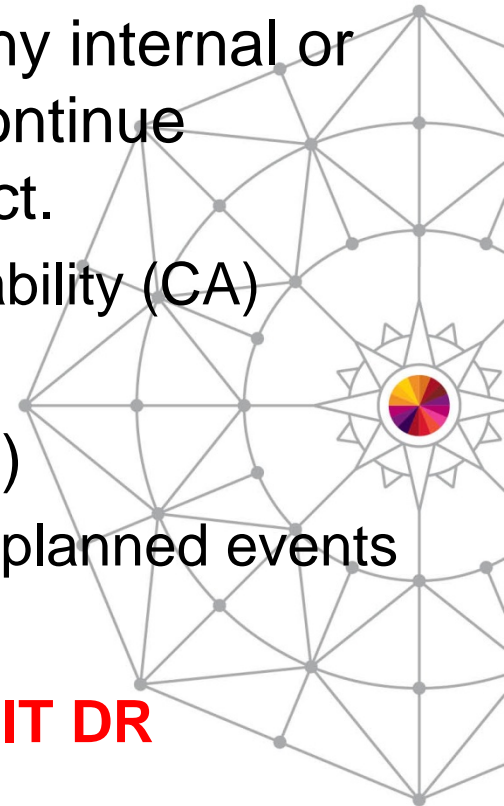 ny internal or
ontinue
ct.
ability (CA)
)
planned events
IT DR